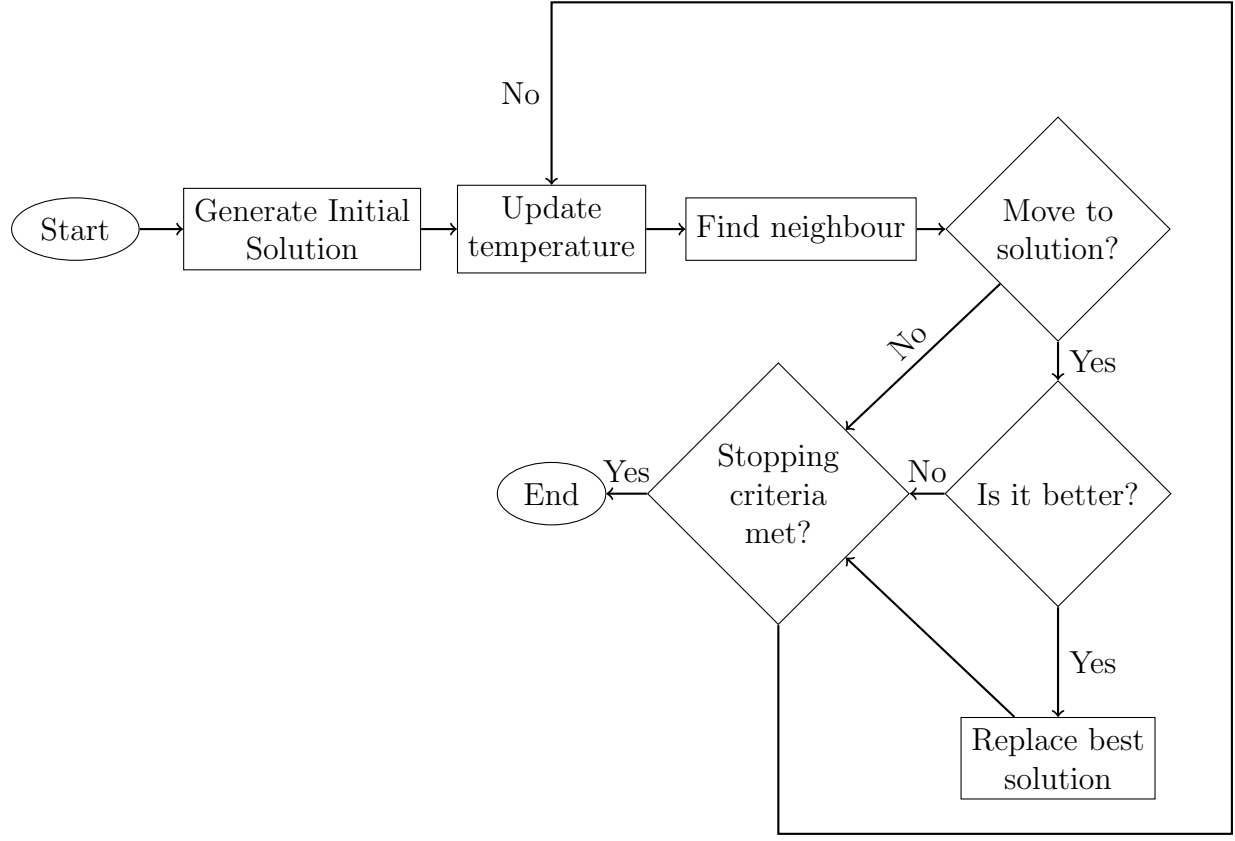 No
Start
Generate Initial
Solution
Update
temperature
Find neighbour
Move to
solution?
No
Yes
End
Yes
Stopping
criteria
met?
No
Is it better?
Yes
Replace best
solution